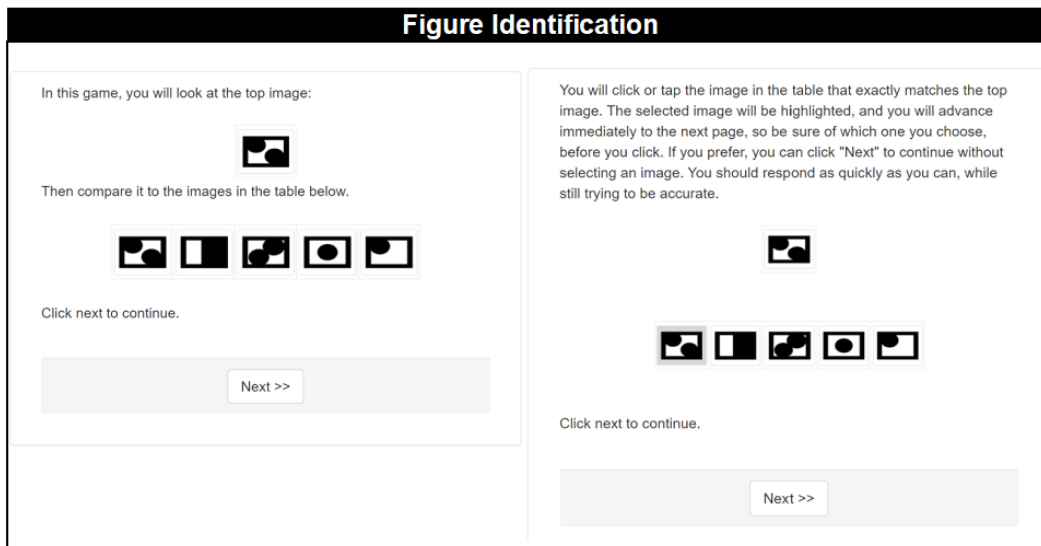 Figure Identification
In this game, you will look at the top image:
Then compare it to the images in the table below.
Click next to continue.
Next >>
You will click or tap the image in the table that exactly matches the top
image. The selected image will be highlighted, and you will advance
immediately to the next page, so be sure of which one you choose,
before you click. If you prefer, you can click "Next" to continue without
selecting an image. You should respond as quickly as you can, while
still trying to be accurate.
Click next to continue.
Next >>